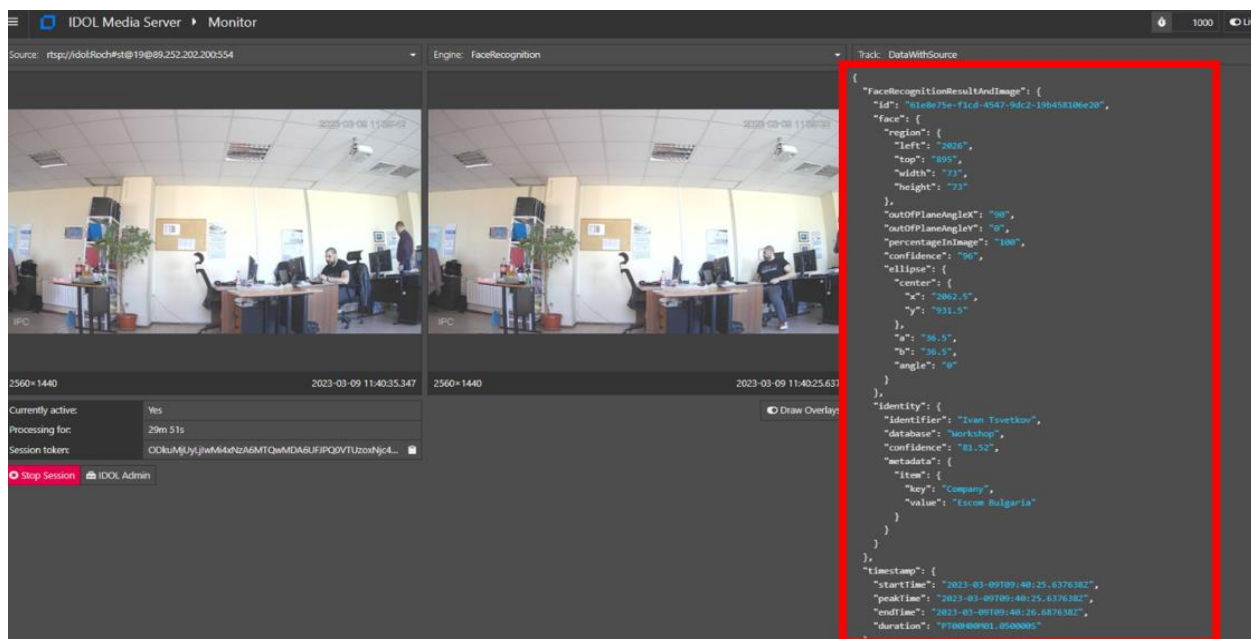 IDOL Media Server ▸ Monitor
1000
Source: rtsp://idol:Roch#st@19@89.252.202.200:554
Engine: FaceRecognition
Track: DataWithSource
IPC
IPC
2560×1440
2023-03-09 11:40:35.347
2560×1440
2023-03-09 11:40:25.637
Currently active: Yes
Processing for: 29m 51s
Session token:
Draw Overlays
Stop Session
IDOL Admin
{
"FaceRecognitionResultAndImage": {
"id": "61e8e75e-f1cd-4547-9dc2-19b458106e20",
"face": {
"region": {
"left": "2026",
"top": "895",
"width": "73",
"height": "73"
},
"outOfPlaneAngleX": "90",
"outOfPlaneAngleY": "0",
"percentageInImage": "100",
"confidence": "96",
"ellipse": {
"center": {
"x": "2062.5",
"y": "931.5"
},
"a": "36.5",
"b": "36.5",
"angle": "0"
}
},
"identity": {
"identifier": "Ivan Tsvetkov",
"database": "Workshop",
"confidence": "81.52",
"metadata": {
"item": {
"key": "Company",
"value": "Escom Bulgaria"
}
}
}
},
"timestamp": {
"startTime": "2023-03-09T09:40:25.637638Z",
"peakTime": "2023-03-09T09:40:25.637638Z",
"endTime": "2023-03-09T09:40:26.687638Z",
"duration": "PT00H00M01.050000S"